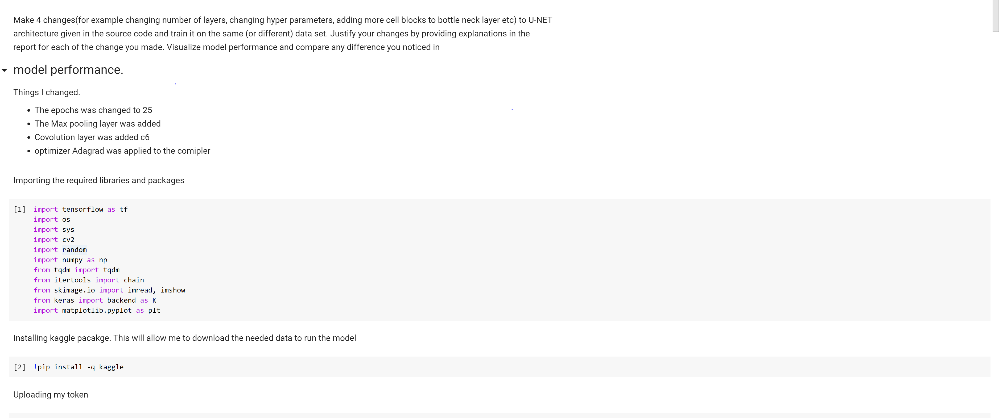 Make 4 changes(for example changing number of layers, changing hyper parameters, adding more cell blocks to bottle neck layer etc) to U-NET
architecture given in the source code and train it on the same (or different) data set. Justify your changes by providing explanations in the
report for each of the change you made. Visualize model performance and compare any difference you noticed in
model performance.
Things I changed.
• The epochs was changed to 25
• The Max pooling layer was added
• Covolution layer was added c6
• optimizer Adagrad was applied to the comipler
Importing the required libraries and packages
[1] import tensorflow as tf
import os
import sys
import cv2
import random
import numpy as np
from tqdm import tqdm
from itertools import chain
from skimage.io import imread, imshow
from keras import backend as K
import matplotlib.pyplot as plt
Installing kaggle pacakge. This will allow me to download the needed data to run the model
[2] !pip install -q kaggle
Uploading my token